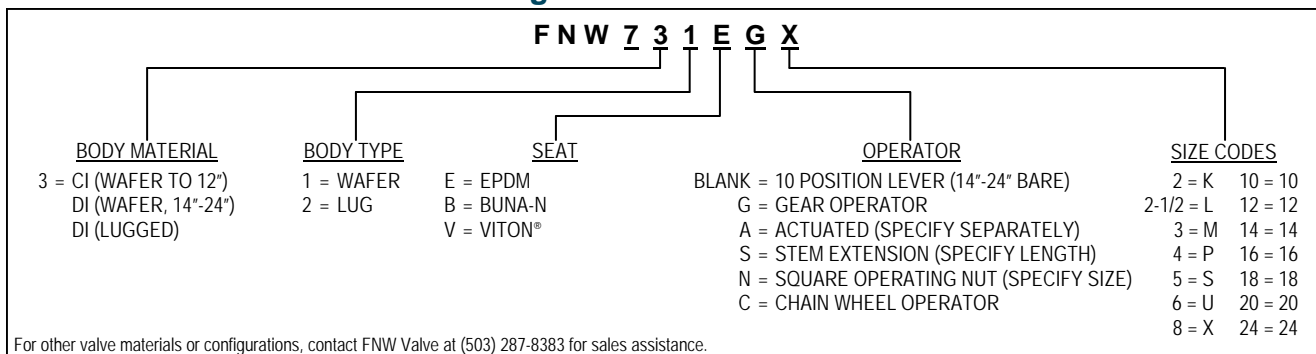 FNW 7 3 1 E G X
BODY MATERIAL
3 = CI (WAFER TO 12")
DI (WAFER, 14"-24")
DI (LUGGED)
BODY TYPE
1 = WAFER
2 = LUG
SEAT
E = EPDM
B = BUNA-N
V = VITON®
OPERATOR
BLANK = 10 POSITION LEVER (14"-24" BARE)
G = GEAR OPERATOR
A = ACTUATED (SPECIFY SEPARATELY)
S = STEM EXTENSION (SPECIFY LENGTH)
N = SQUARE OPERATING NUT (SPECIFY SIZE)
C = CHAIN WHEEL OPERATOR
SIZE CODES
2 = K 10 = 10
2-1/2 = L 12 = 12
3 = M 14 = 14
4 = P 16 = 16
5 = S 18 = 18
6 = U 20 = 20
8 = X 24 = 24
For other valve materials or configurations, contact FNW Valve at (503) 287-8383 for sales assistance.